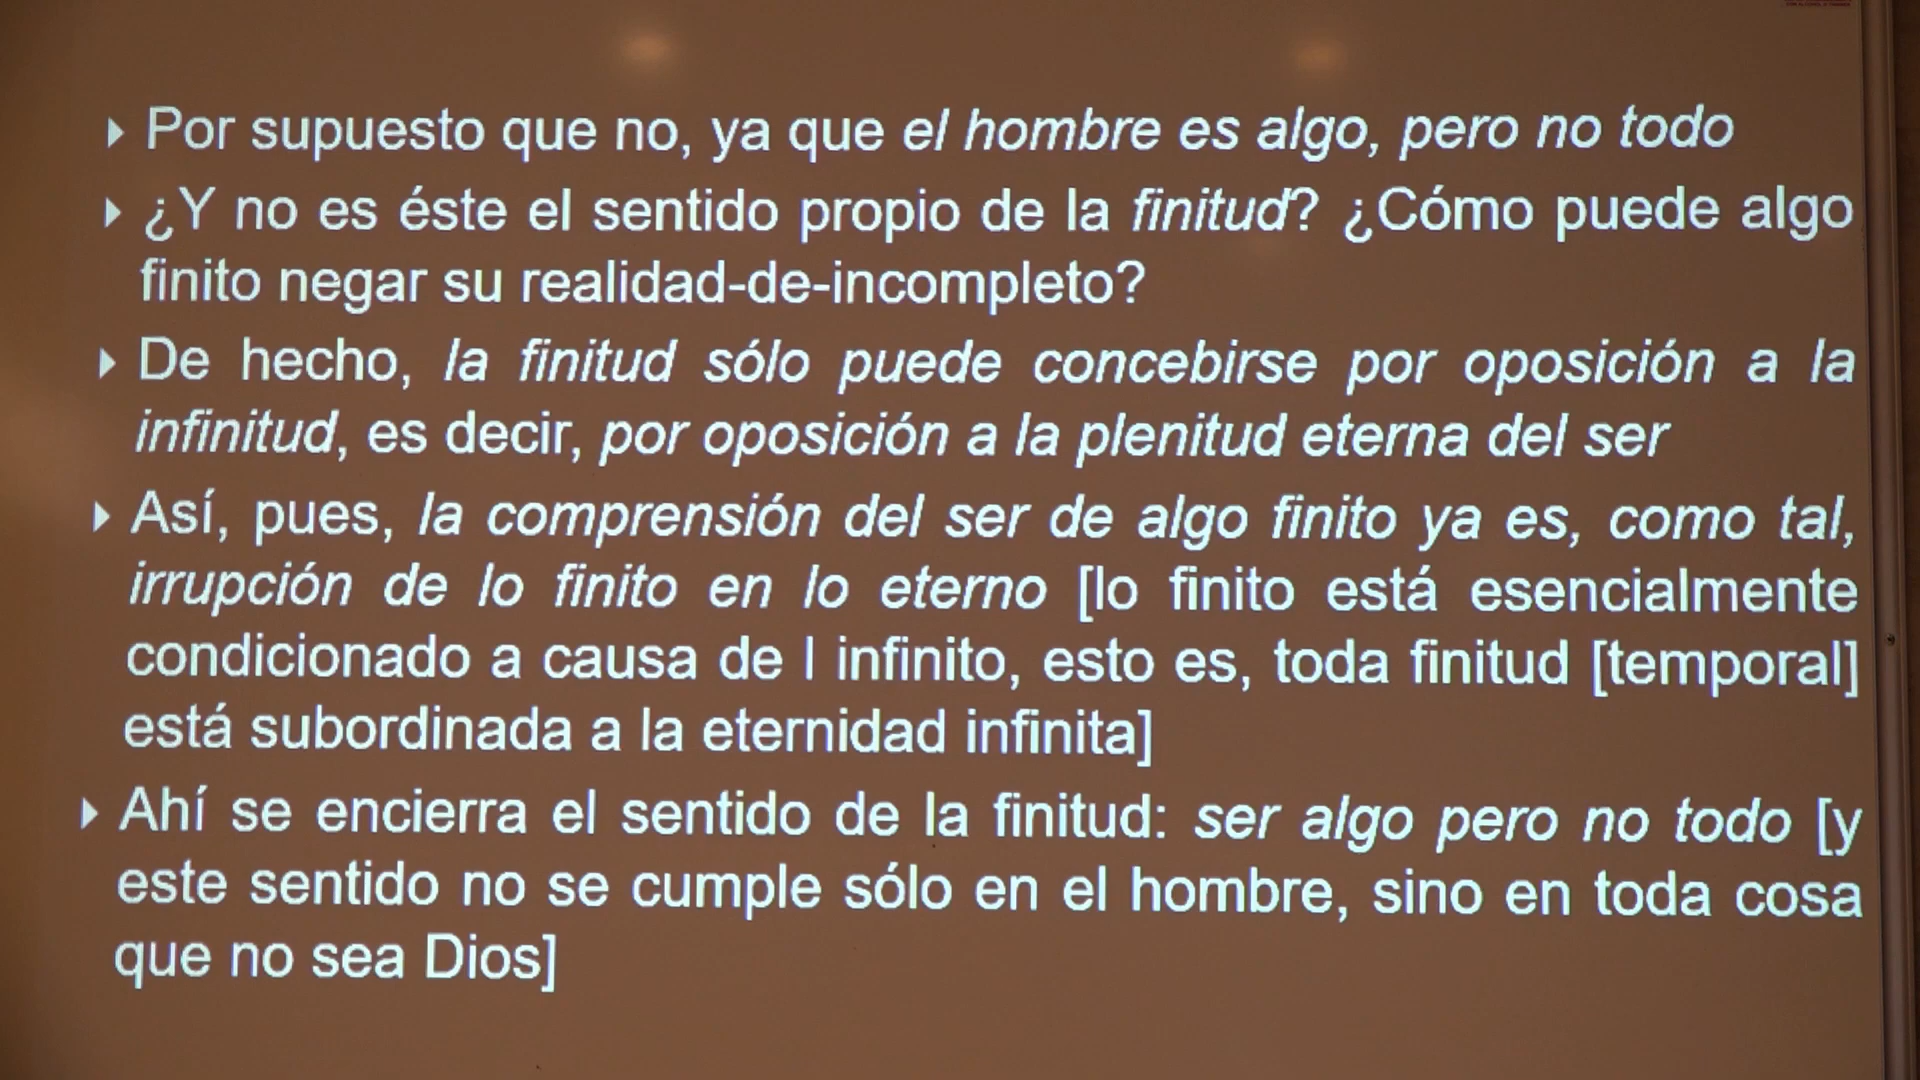 Por supuesto que no, ya que el hombre es algo, pero no todo
¿Y no es éste el sentido propio de la finitud? ¿Cómo puede algo
finito negar su realidad-de-incompleto?
De hecho, la finitud sólo puede concebirse por oposición a la
infinitud, es decir, por oposición a la plenitud eterna del ser
Así, pues, la comprensión del ser de algo finito ya es, como tal,
irrupción de lo finito en lo eterno [lo finito está esencialmente
condicionado a causa de l infinito, esto es, toda finitud [temporal]
está subordinada a la eternidad infinita]
Ahí se encierra el sentido de la finitud: ser algo pero no todo [y
este sentido no se cumple sólo en el hombre, sino en toda cosa
que no sea Dios]